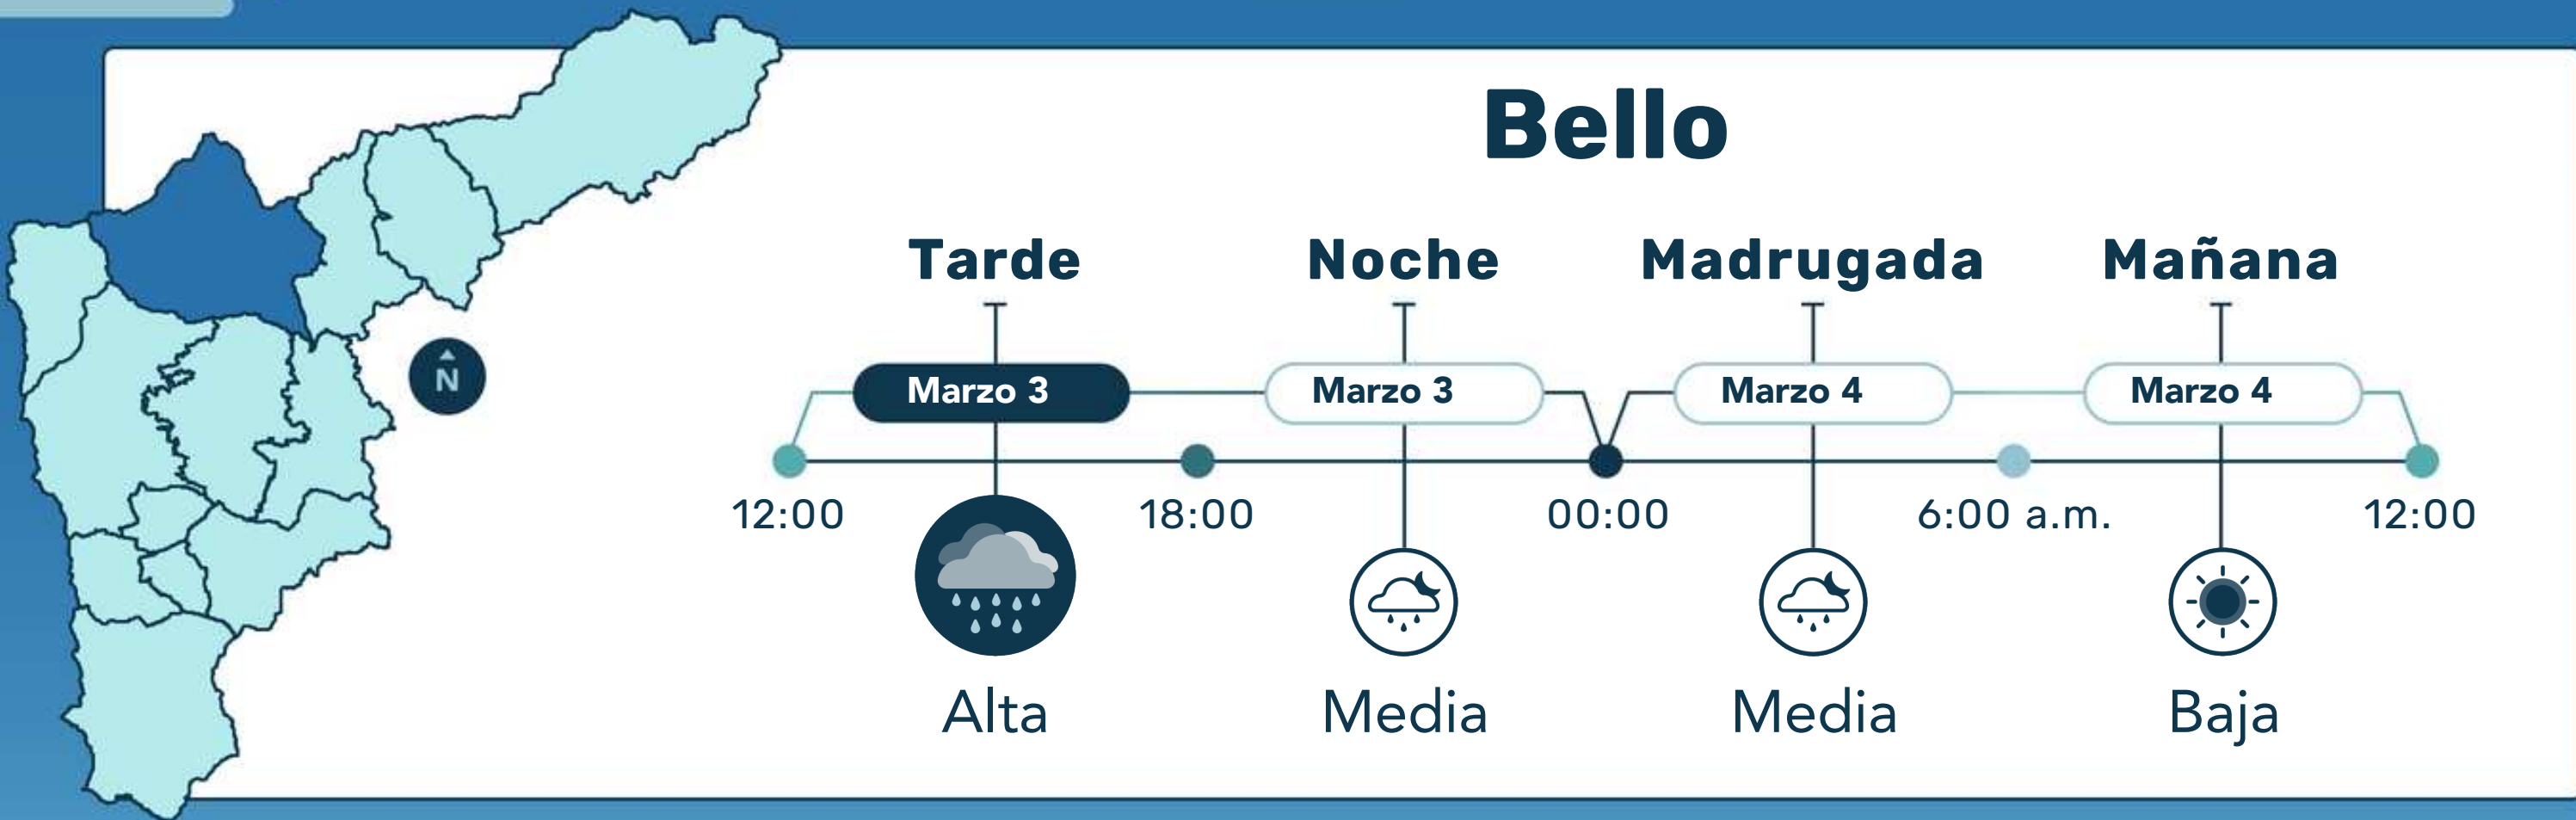 Bello
Tarde Noche Madrugada Mañana
N
Marzo 3 Marzo 3 Marzo 4 Marzo 4
12:00 18:00 00:00 6:00 a.m. 12:00
Alta Media Media Baja